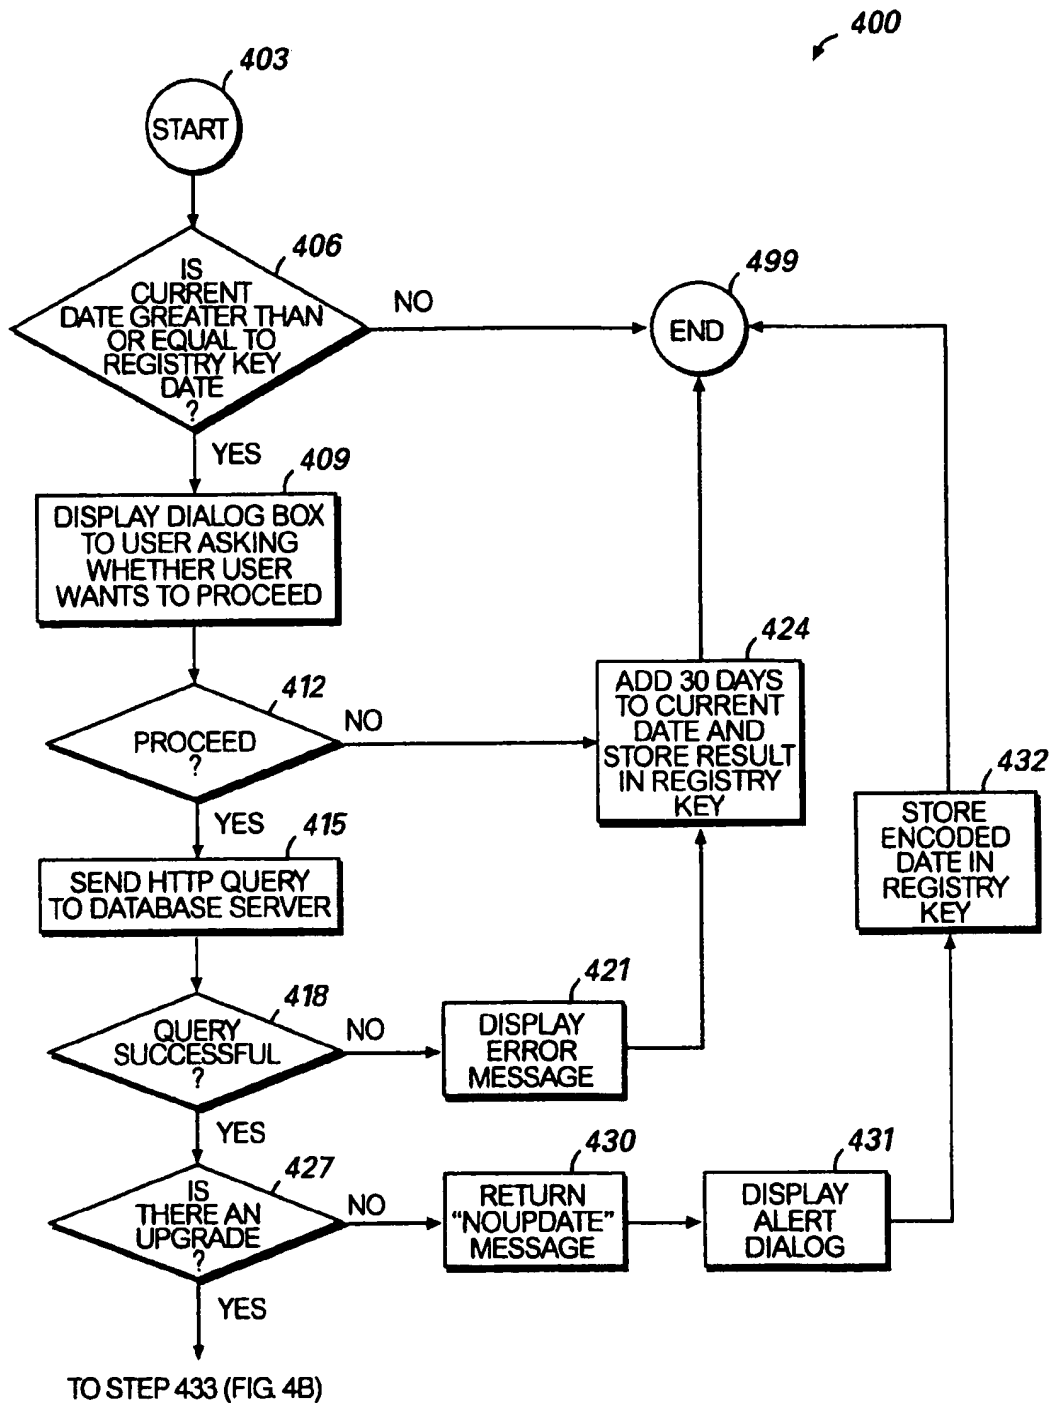 400
403
START
406
IS
CURRENT
DATE GREATER THAN
OR EQUAL TO
REGISTRY KEY
DATE
?
NO
499
END
YES
409
DISPLAY DIALOG BOX
TO USER ASKING
WHETHER USER
WANTS TO PROCEED
412
PROCEED
?
NO
424
ADD 30 DAYS
TO CURRENT
DATE AND
STORE RESULT
IN REGISTRY
KEY
432
STORE
ENCODED
DATE IN
REGISTRY
KEY
YES
415
SEND HTTP QUERY
TO DATABASE SERVER
418
QUERY
SUCCESSFUL
?
NO
421
DISPLAY
ERROR
MESSAGE
YES
427
IS
THERE AN
UPGRADE
?
NO
430
RETURN
“NOUPDATE”
MESSAGE
431
DISPLAY
ALERT
DIALOG
YES
TO STEP 433 (FIG. 4B)